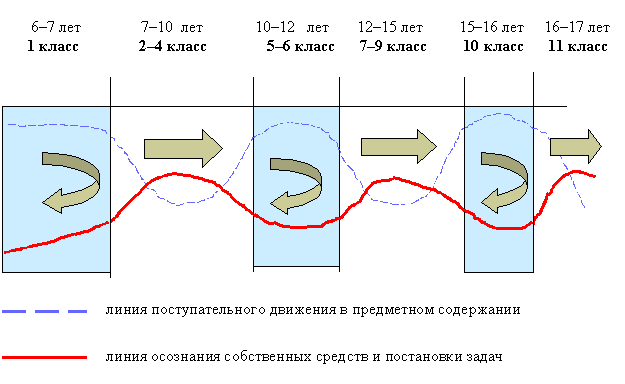 6–7 лет 7–10 лет 10–12 лет 12–15 лет 15–16 лет 16–17 лет
1 класс 2–4 класс 5–6 класс 7–9 класс 10 класс 11 класс
линия поступательного движения в предметном содержании
линия осознания собственных средств и постановки задач